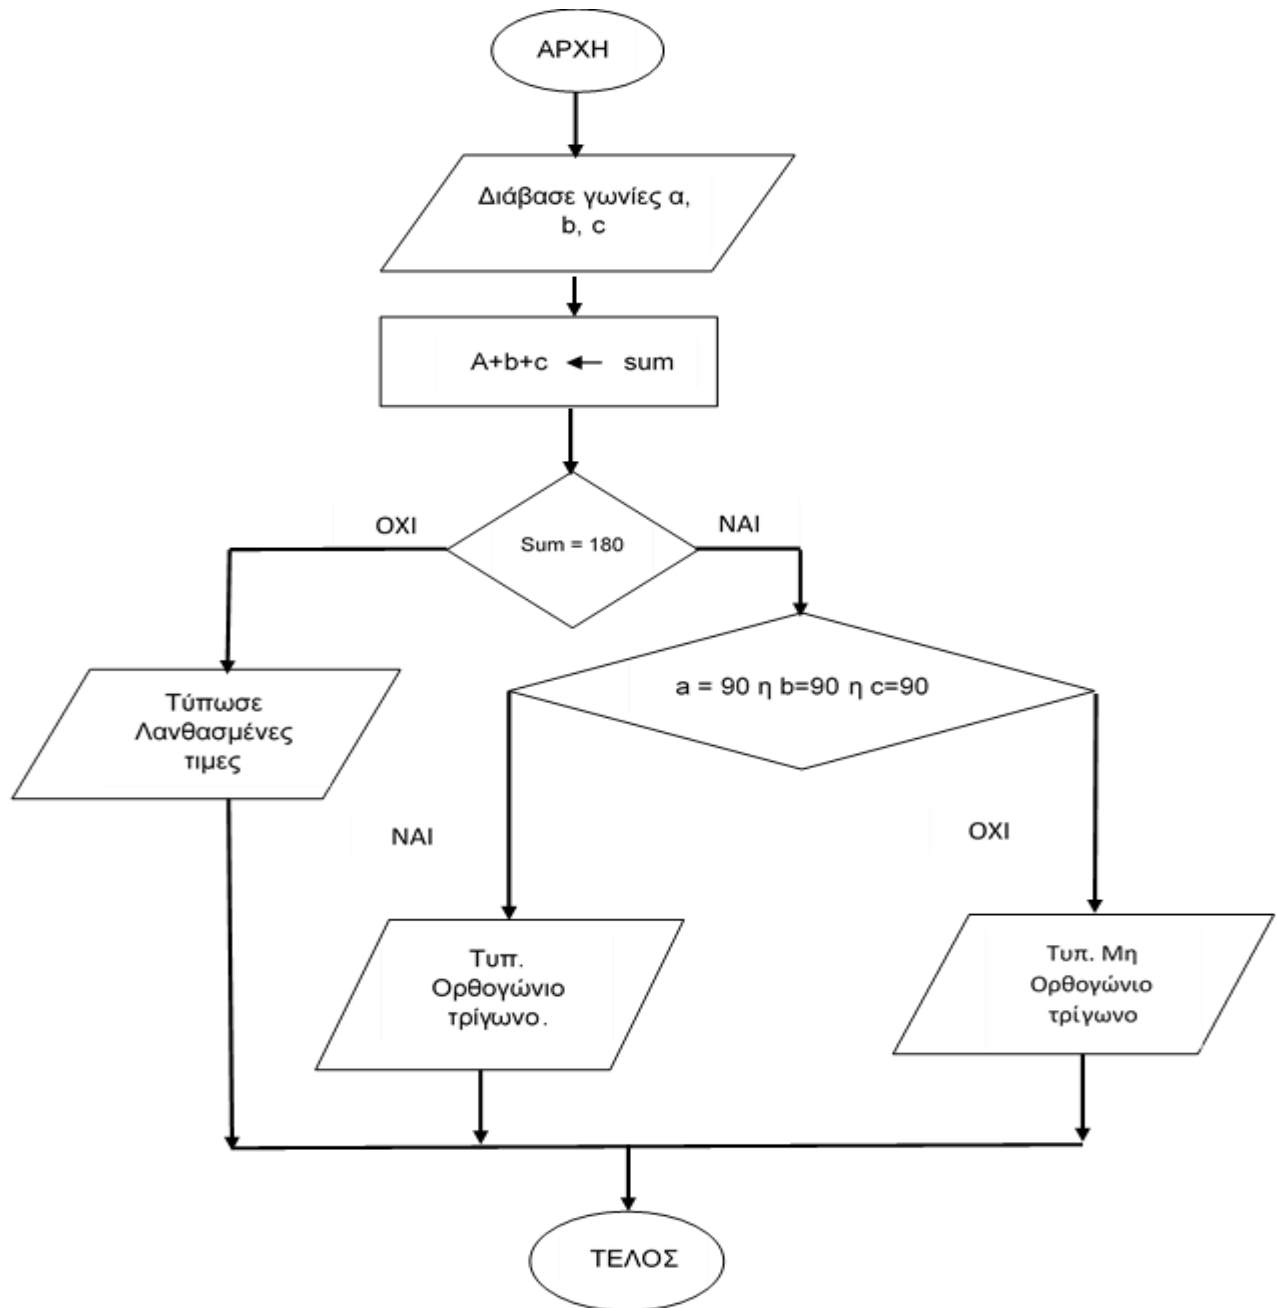 ΑΡΧΗ
Διάβασε γωνίες α,
b, c
A+b+c ← sum
ΟΧΙ
ΝΑΙ
Sum = 180
a = 90 η b=90 η c=90
Τύπωσε
Λανθασμένες
τιμες
ΝΑΙ
ΟΧΙ
Τυπ.
Ορθογώνιο
τρίγωνο.
Τυπ. Μη
Ορθογώνιο
τρίγωνο
ΤΕΛΟΣ